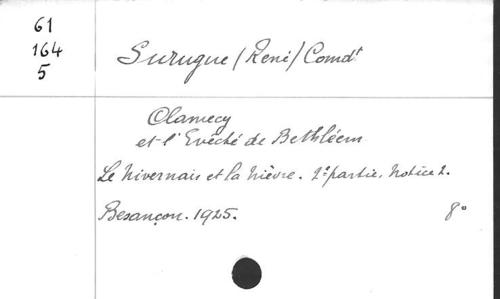 61
164
5
Surugue (René) Comdt
Clamecy
et l'Evêché de Bethléem
Le Nivernais et la Nièvre. 2e partie. Notice 2.
Besançon. 1925. 8°